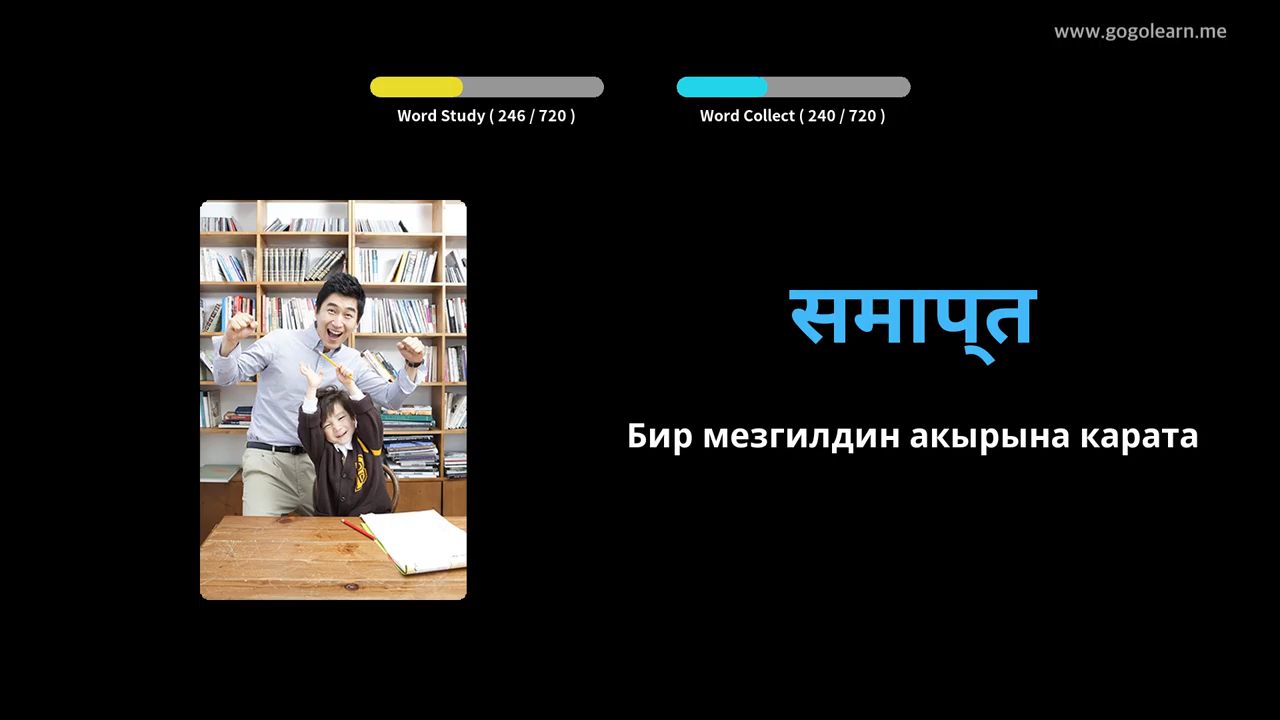 www.gogolearn.me
Word Study ( 246 / 720 )
Word Collect ( 240 / 720 )
समाप्त
Бир мезгилдин акырына карата